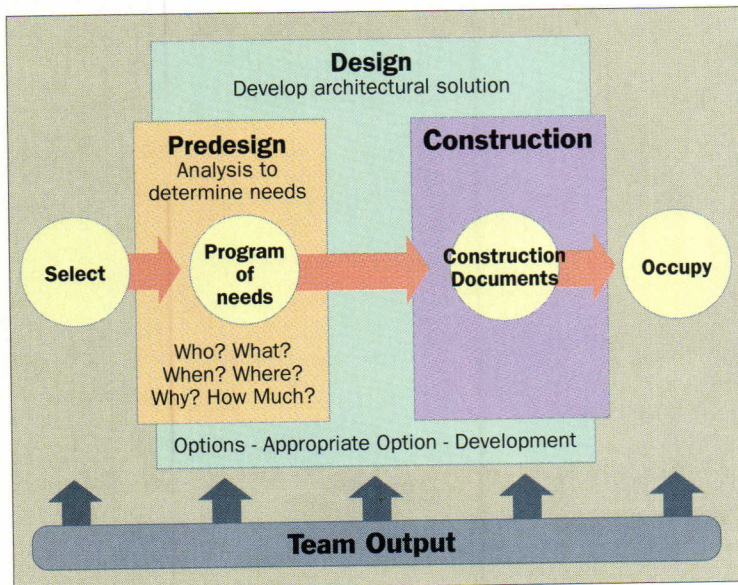 Design
Develop architectural solution
Predesign
Analysis to
determine needs
Construction
Select
Program
of
needs
Construction
Documents
Occupy
Who? What?
When? Where?
Why? How Much?
Options - Appropriate Option - Development
Team Output